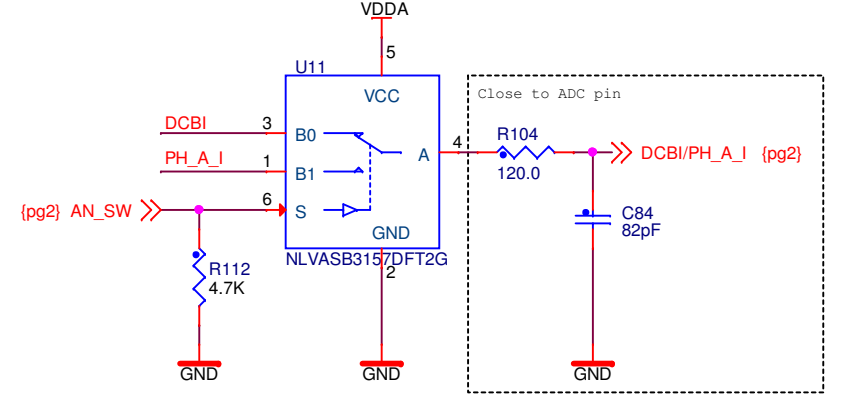 VDDA
5
U11
VCC
Close to ADC pin
DCBI
3
B0
R104
4
A
120.0
DCBI/PH_A_I {pg2}
PH_A_I
1
B1
{pg2} AN_SW
6
S
C84
82pF
GND
NLVASB3157DFT2G
2
R112
4.7K
GND
GND
GND